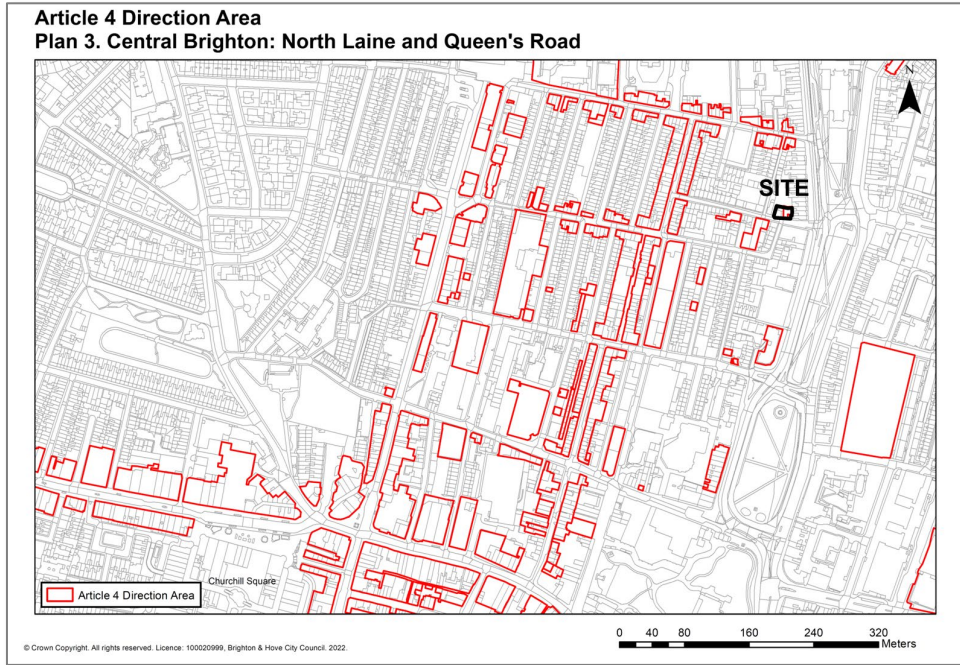 Article 4 Direction Area
Plan 3. Central Brighton: North Laine and Queen's Road
N
SITE
Churchill Square
Article 4 Direction Area
0 40 80 160 240 320
Meters
© Crown Copyright. All rights reserved. Licence: 100020999, Brighton & Hove City Council. 2022.